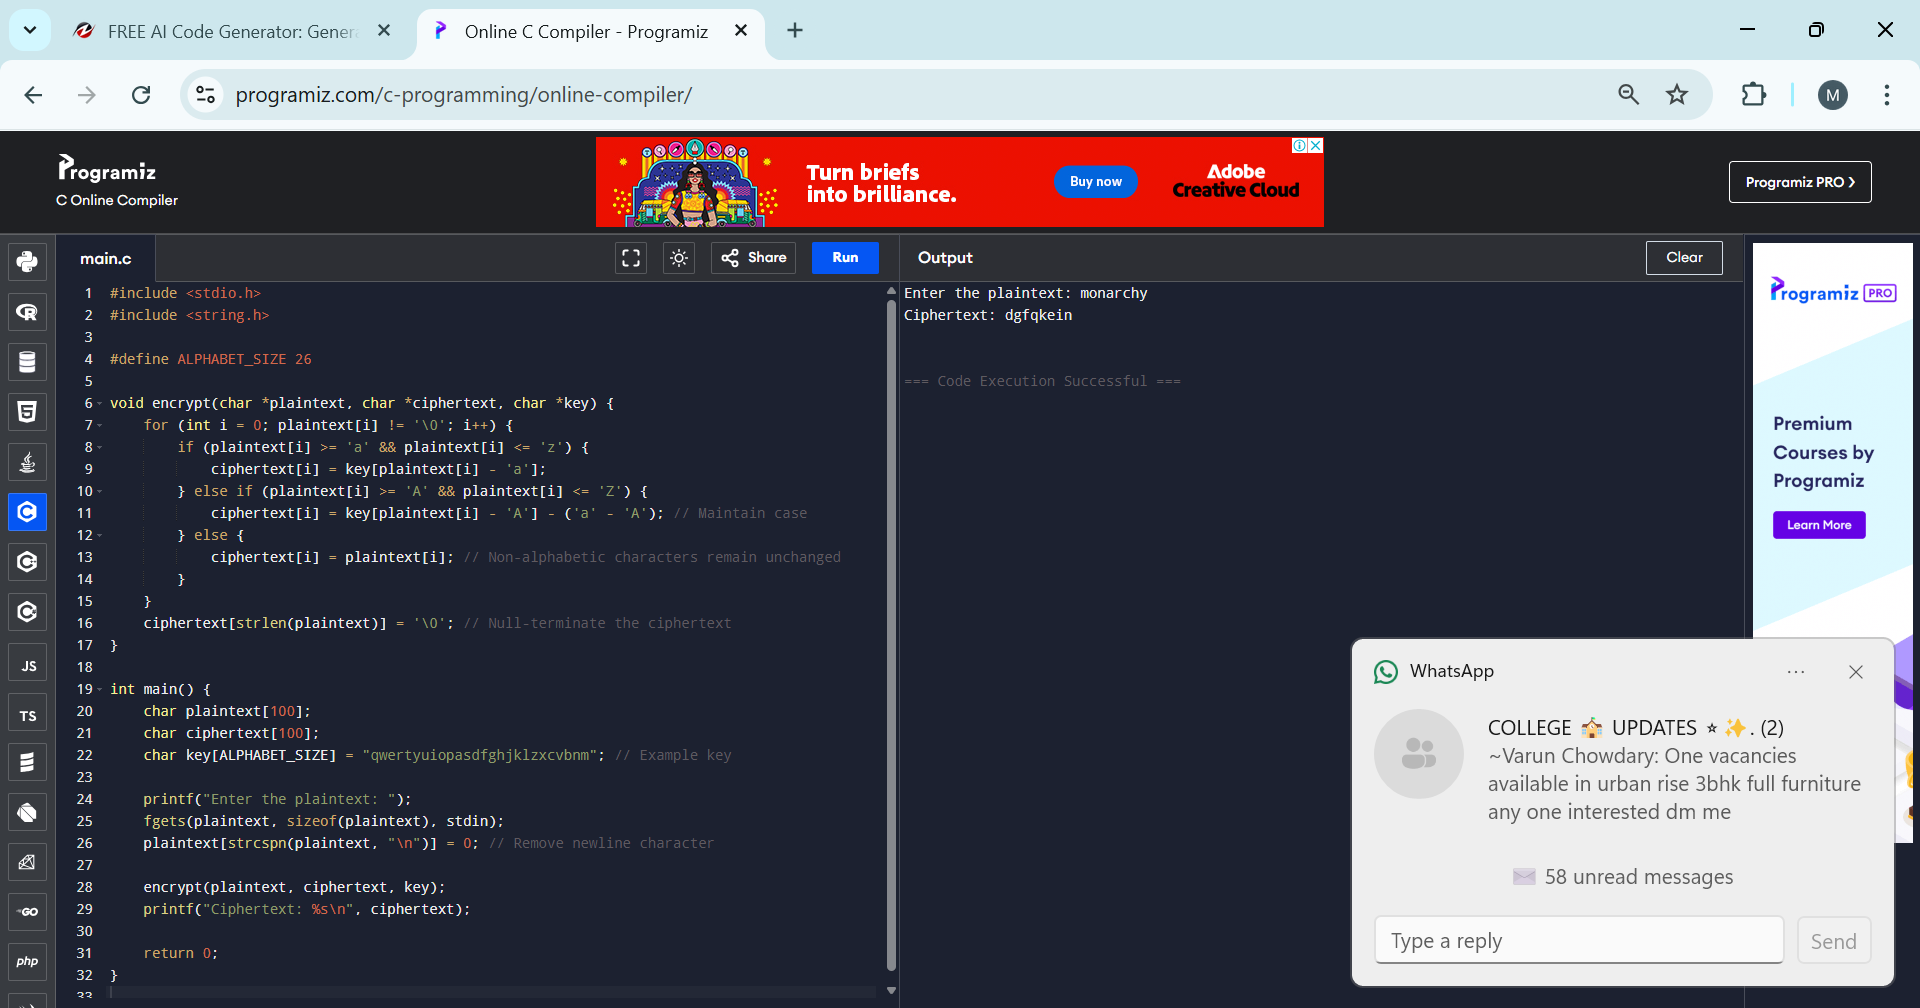 FREE AI Code Generator: Genera
Online C Compiler - Programiz
programiz.com/c-programming/online-compiler/
M
Programiz
C Online Compiler
Turn briefs
into brilliance.
Buy now
Adobe
Creative Cloud
Programiz PRO
main.c
Share
Run
Output
Clear
1 #include <stdio.h>
2 #include <string.h>
3
4 #define ALPHABET_SIZE 26
5
6 void encrypt(char *plaintext, char *ciphertext, char *key) {
7 for (int i = 0; plaintext[i] != '\0'; i++) {
8 if (plaintext[i] >= 'a' && plaintext[i] <= 'z') {
9 ciphertext[i] = key[plaintext[i] - 'a'];
10 } else if (plaintext[i] >= 'A' && plaintext[i] <= 'Z') {
11 ciphertext[i] = key[plaintext[i] - 'A'] - ('a' - 'A'); // Maintain case
12 } else {
13 ciphertext[i] = plaintext[i]; // Non-alphabetic characters remain unchanged
14 }
15 }
16 ciphertext[strlen(plaintext)] = '\0'; // Null-terminate the ciphertext
17 }
18
19 int main() {
20 char plaintext[100];
21 char ciphertext[100];
22 char key[ALPHABET_SIZE] = "qwertyuiopasdfghjklzxcvbnm"; // Example key
23
24 printf("Enter the plaintext: ");
25 fgets(plaintext, sizeof(plaintext), stdin);
26 plaintext[strcspn(plaintext, "\n")] = 0; // Remove newline character
27
28 encrypt(plaintext, ciphertext, key);
29 printf("Ciphertext: %s\n", ciphertext);
30
31 return 0;
32 }
33
Enter the plaintext: monarchy
Ciphertext: dgfqkein
=== Code Execution Successful ===
JS
TS
GO
php
Programiz PRO
Premium
Courses by
Programiz
Learn More
WhatsApp
COLLEGE 🏫 UPDATES ⭐︎ ✨. (2)
~Varun Chowdary: One vacancies
available in urban rise 3bhk full furniture
any one interested dm me
58 unread messages
Type a reply
Send